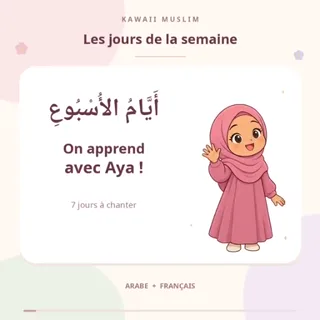 KAWAII MUSLIM
Les jours de la semaine
أَيَّامُ الأُسْبُوعِ
On apprend
avec Aya !
7 jours à chanter
ARABE • FRANÇAIS